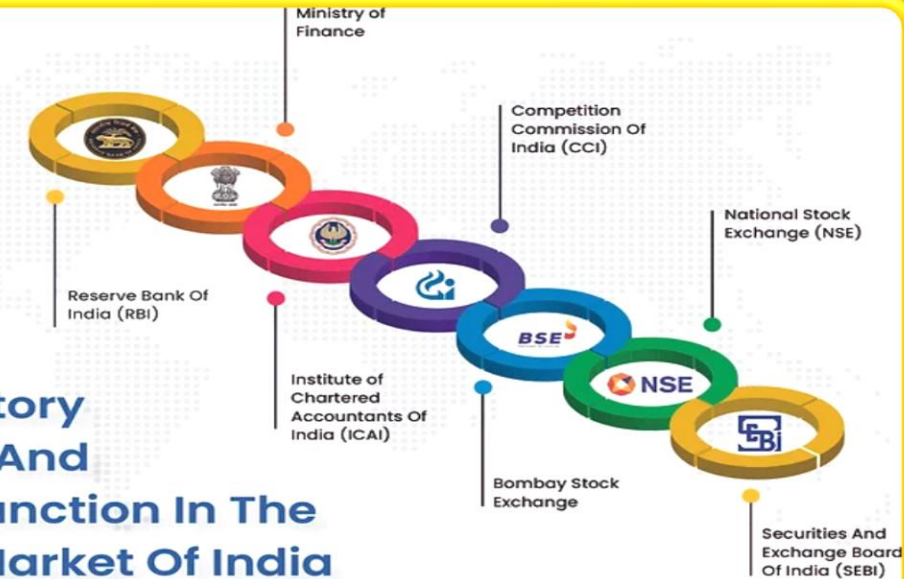 Ministry of
Finance
Competition
Commission Of
India (CCI)
National Stock
Exchange (NSE)
Reserve Bank Of
India (RBI)
BSE
NSE
SEBI
Institute of
Chartered
Accountants Of
India (ICAI)
Bombay Stock
Exchange
Securities And
Exchange Board
Of India (SEBI)
tory
And
unction In The
Market Of India